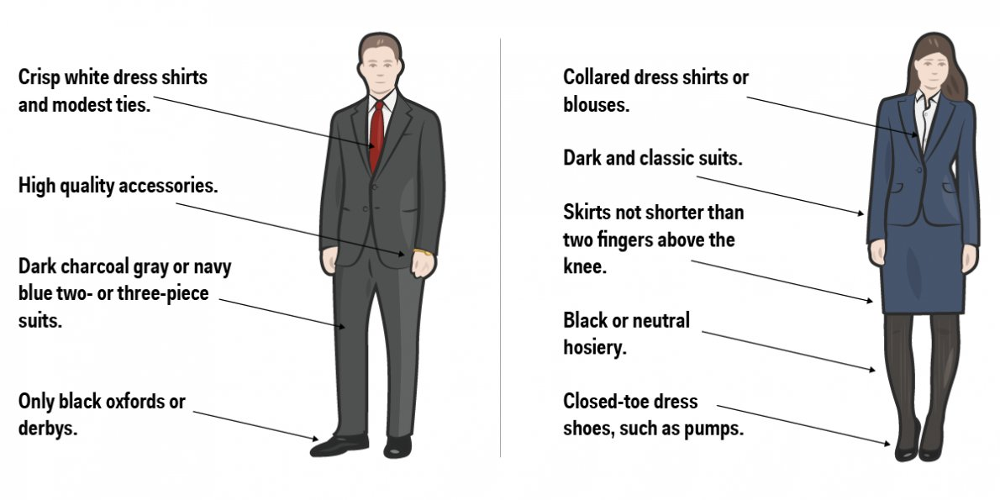 Crisp white dress shirts
and modest ties.
High quality accessories.
Dark charcoal gray or navy
blue two- or three-piece
suits.
Only black oxfords or
derbys.
Collared dress shirts or
blouses.
Dark and classic suits.
Skirts not shorter than
two fingers above the
knee.
Black or neutral
hosiery.
Closed-toe dress
shoes, such as pumps.